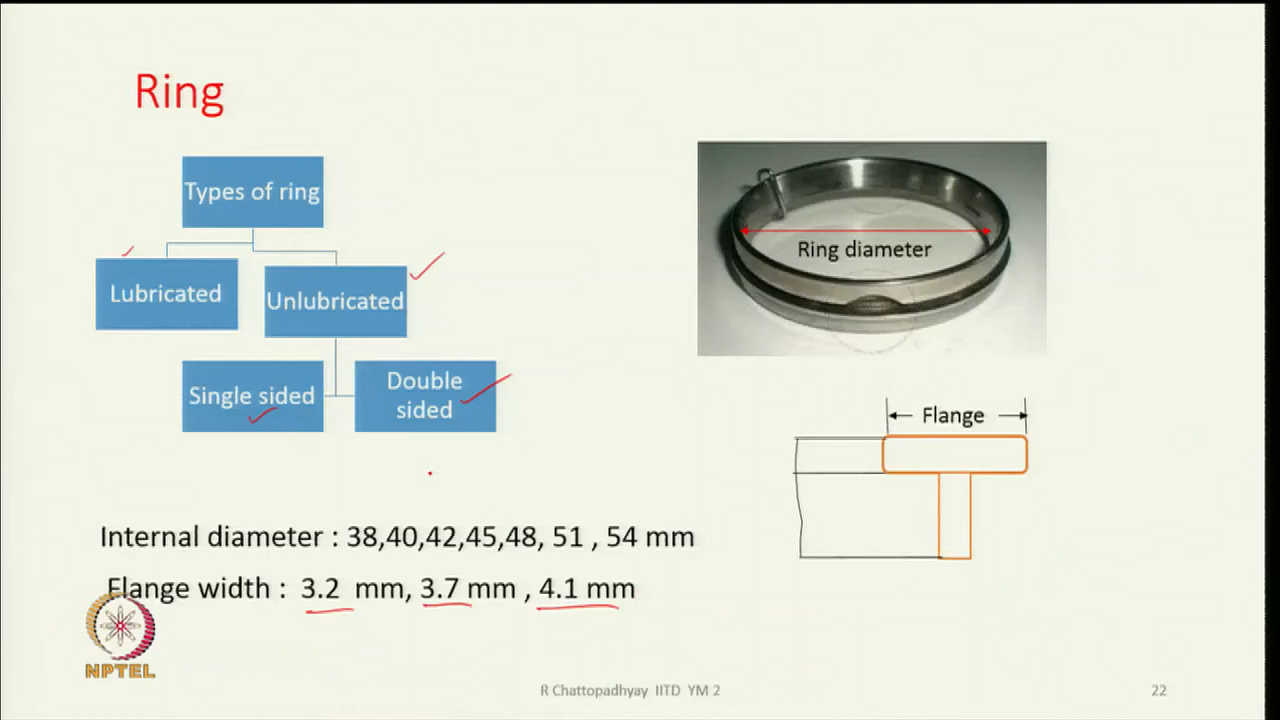 Ring
Types of ring
Lubricated
Unlubricated
Single sided
Double
sided
Ring diameter
Flange
Internal diameter : 38,40,42,45,48, 51 , 54 mm
Flange width : 3.2 mm, 3.7 mm , 4.1 mm
NPTEL
R Chattopadhyay IITD YM 2
22